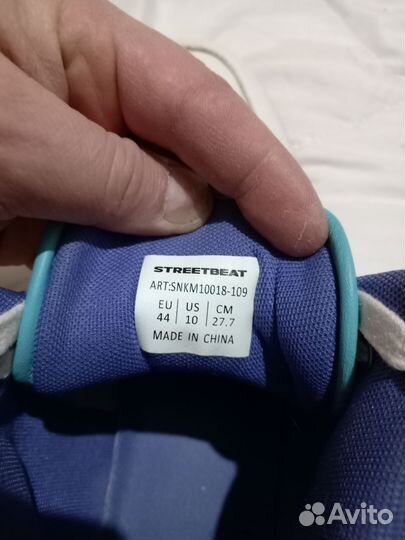 STREETBEAT
ART:SNKM10018-109
EU US CM
44 10 27.7
MADE IN CHINA
Avito